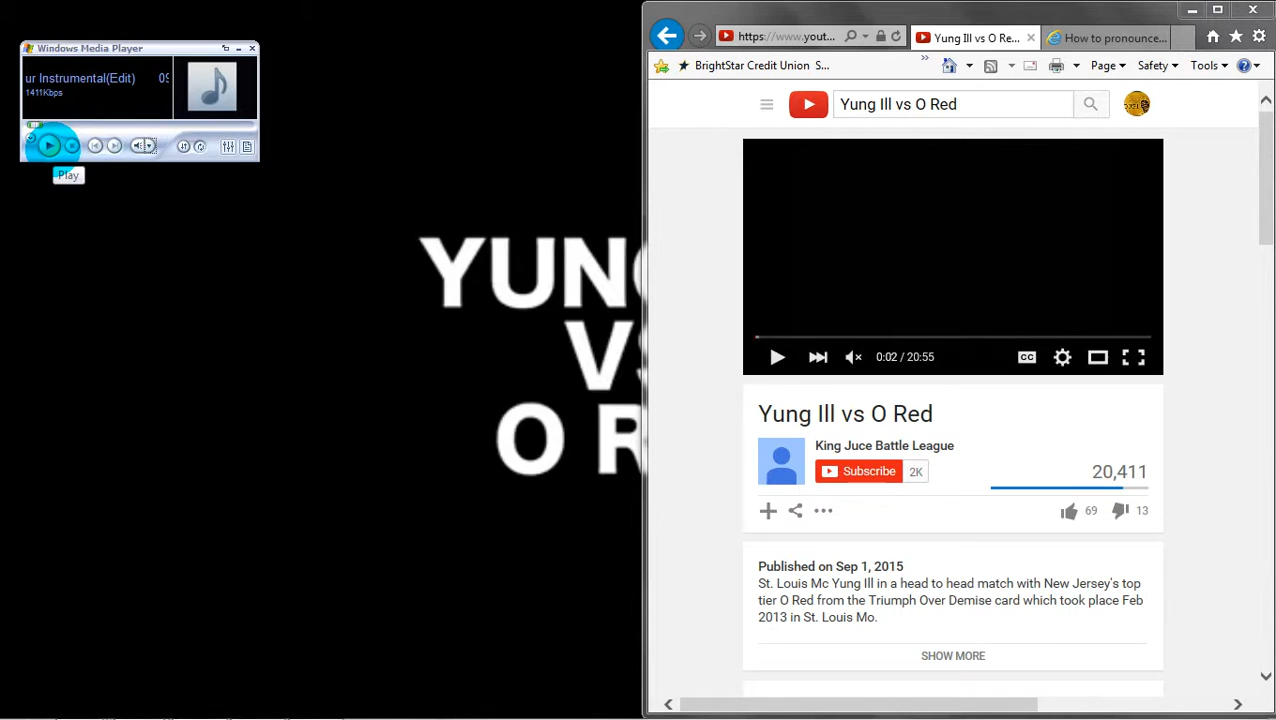 Windows Media Player
ur Instrumental(Edit)
1411Kbps
Play
YUNG
VS
O R
https://www.yout...
Yung Ill vs O Re...
How to pronounce...
BrightStar Credit Union S...
Page
Safety
Tools
Yung Ill vs O Red
0:02 / 20:55
CC
Yung Ill vs O Red
King Juce Battle League
Subscribe 2K
20,411
69 13
Published on Sep 1, 2015
St. Louis Mc Yung Ill in a head to head match with New Jersey's top
tier O Red from the Triumph Over Demise card which took place Feb
2013 in St. Louis Mo.
SHOW MORE